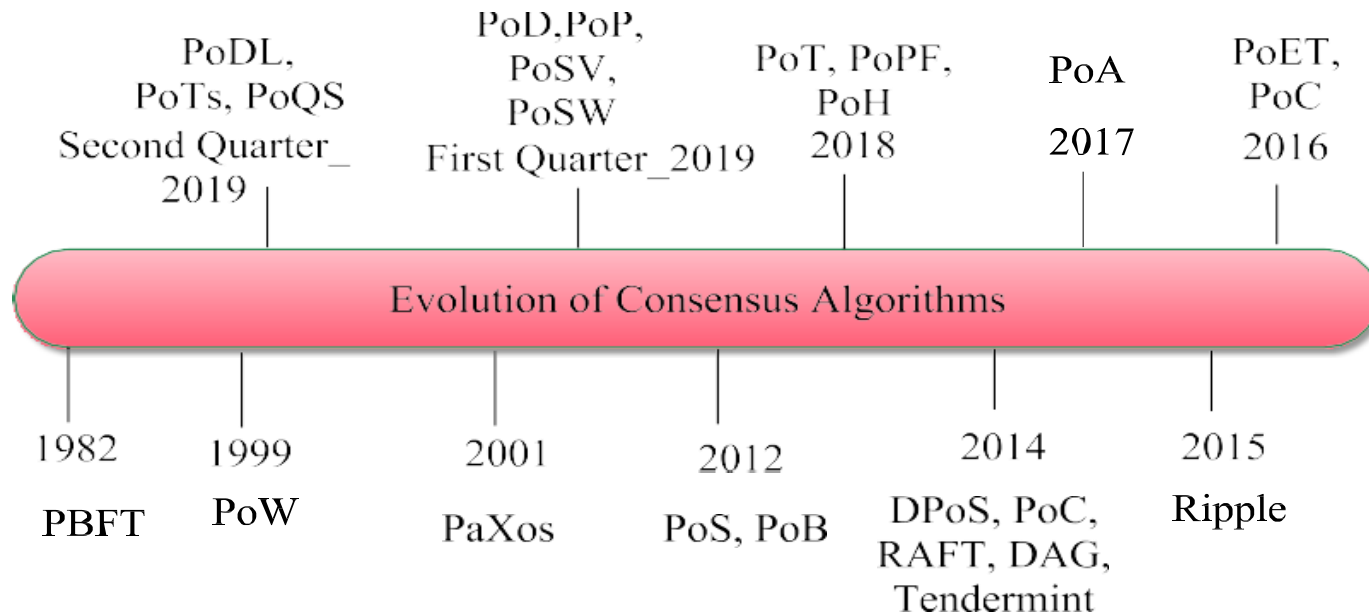 PoDL,
PoTs, PoQS
Second Quarter_
2019
PoD,PoP,
PoSV,
PoSW
First Quarter_2019
PoT, PoPF,
PoH
2018
PoA
2017
PoET,
PoC
2016
Evolution of Consensus Algorithms
1982
PBFT
1999
PoW
2001
PaXos
2012
PoS, PoB
2014
DPoS, PoC,
RAFT, DAG,
Tendermint
2015
Ripple